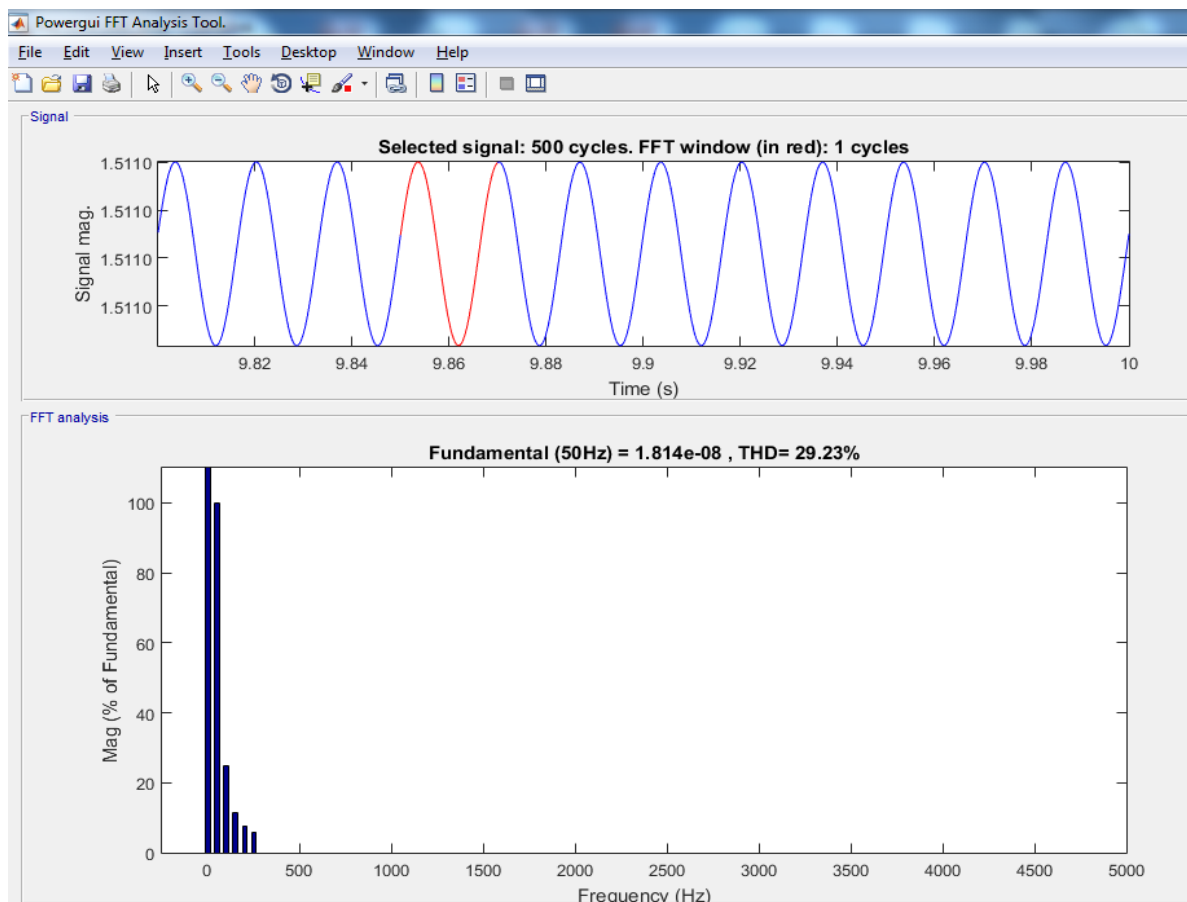 Powergui FFT Analysis Tool.
File Edit View Insert Tools Desktop Window Help
Signal
Selected signal: 500 cycles. FFT window (in red): 1 cycles
1.5110
1.5110
1.5110
1.5110
Signal mag.
9.82 9.84 9.86 9.88 9.9 9.92 9.94 9.96 9.98 10
Time (s)
FFT analysis
Fundamental (50Hz) = 1.814e-08 , THD= 29.23%
100
80
60
40
20
0
Mag (% of Fundamental)
0 500 1000 1500 2000 2500 3000 3500 4000 4500 5000
Frequency (Hz)